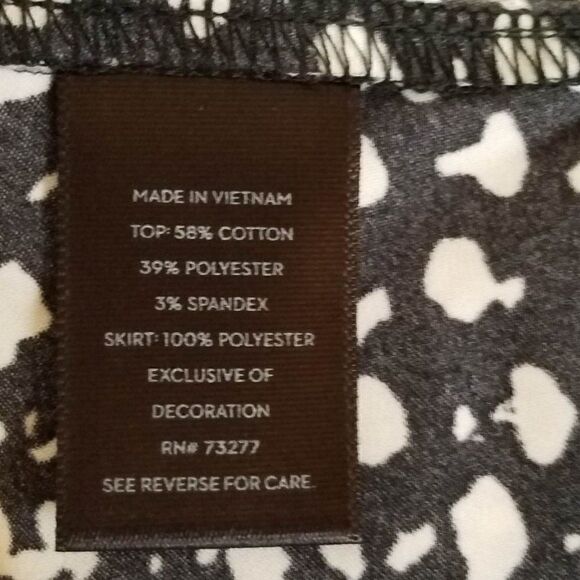 MADE IN VIETNAM
TOP: 58% COTTON
39% POLYESTER
3% SPANDEX
SKIRT: 100% POLYESTER
EXCLUSIVE OF
DECORATION
RN# 73277
SEE REVERSE FOR CARE.